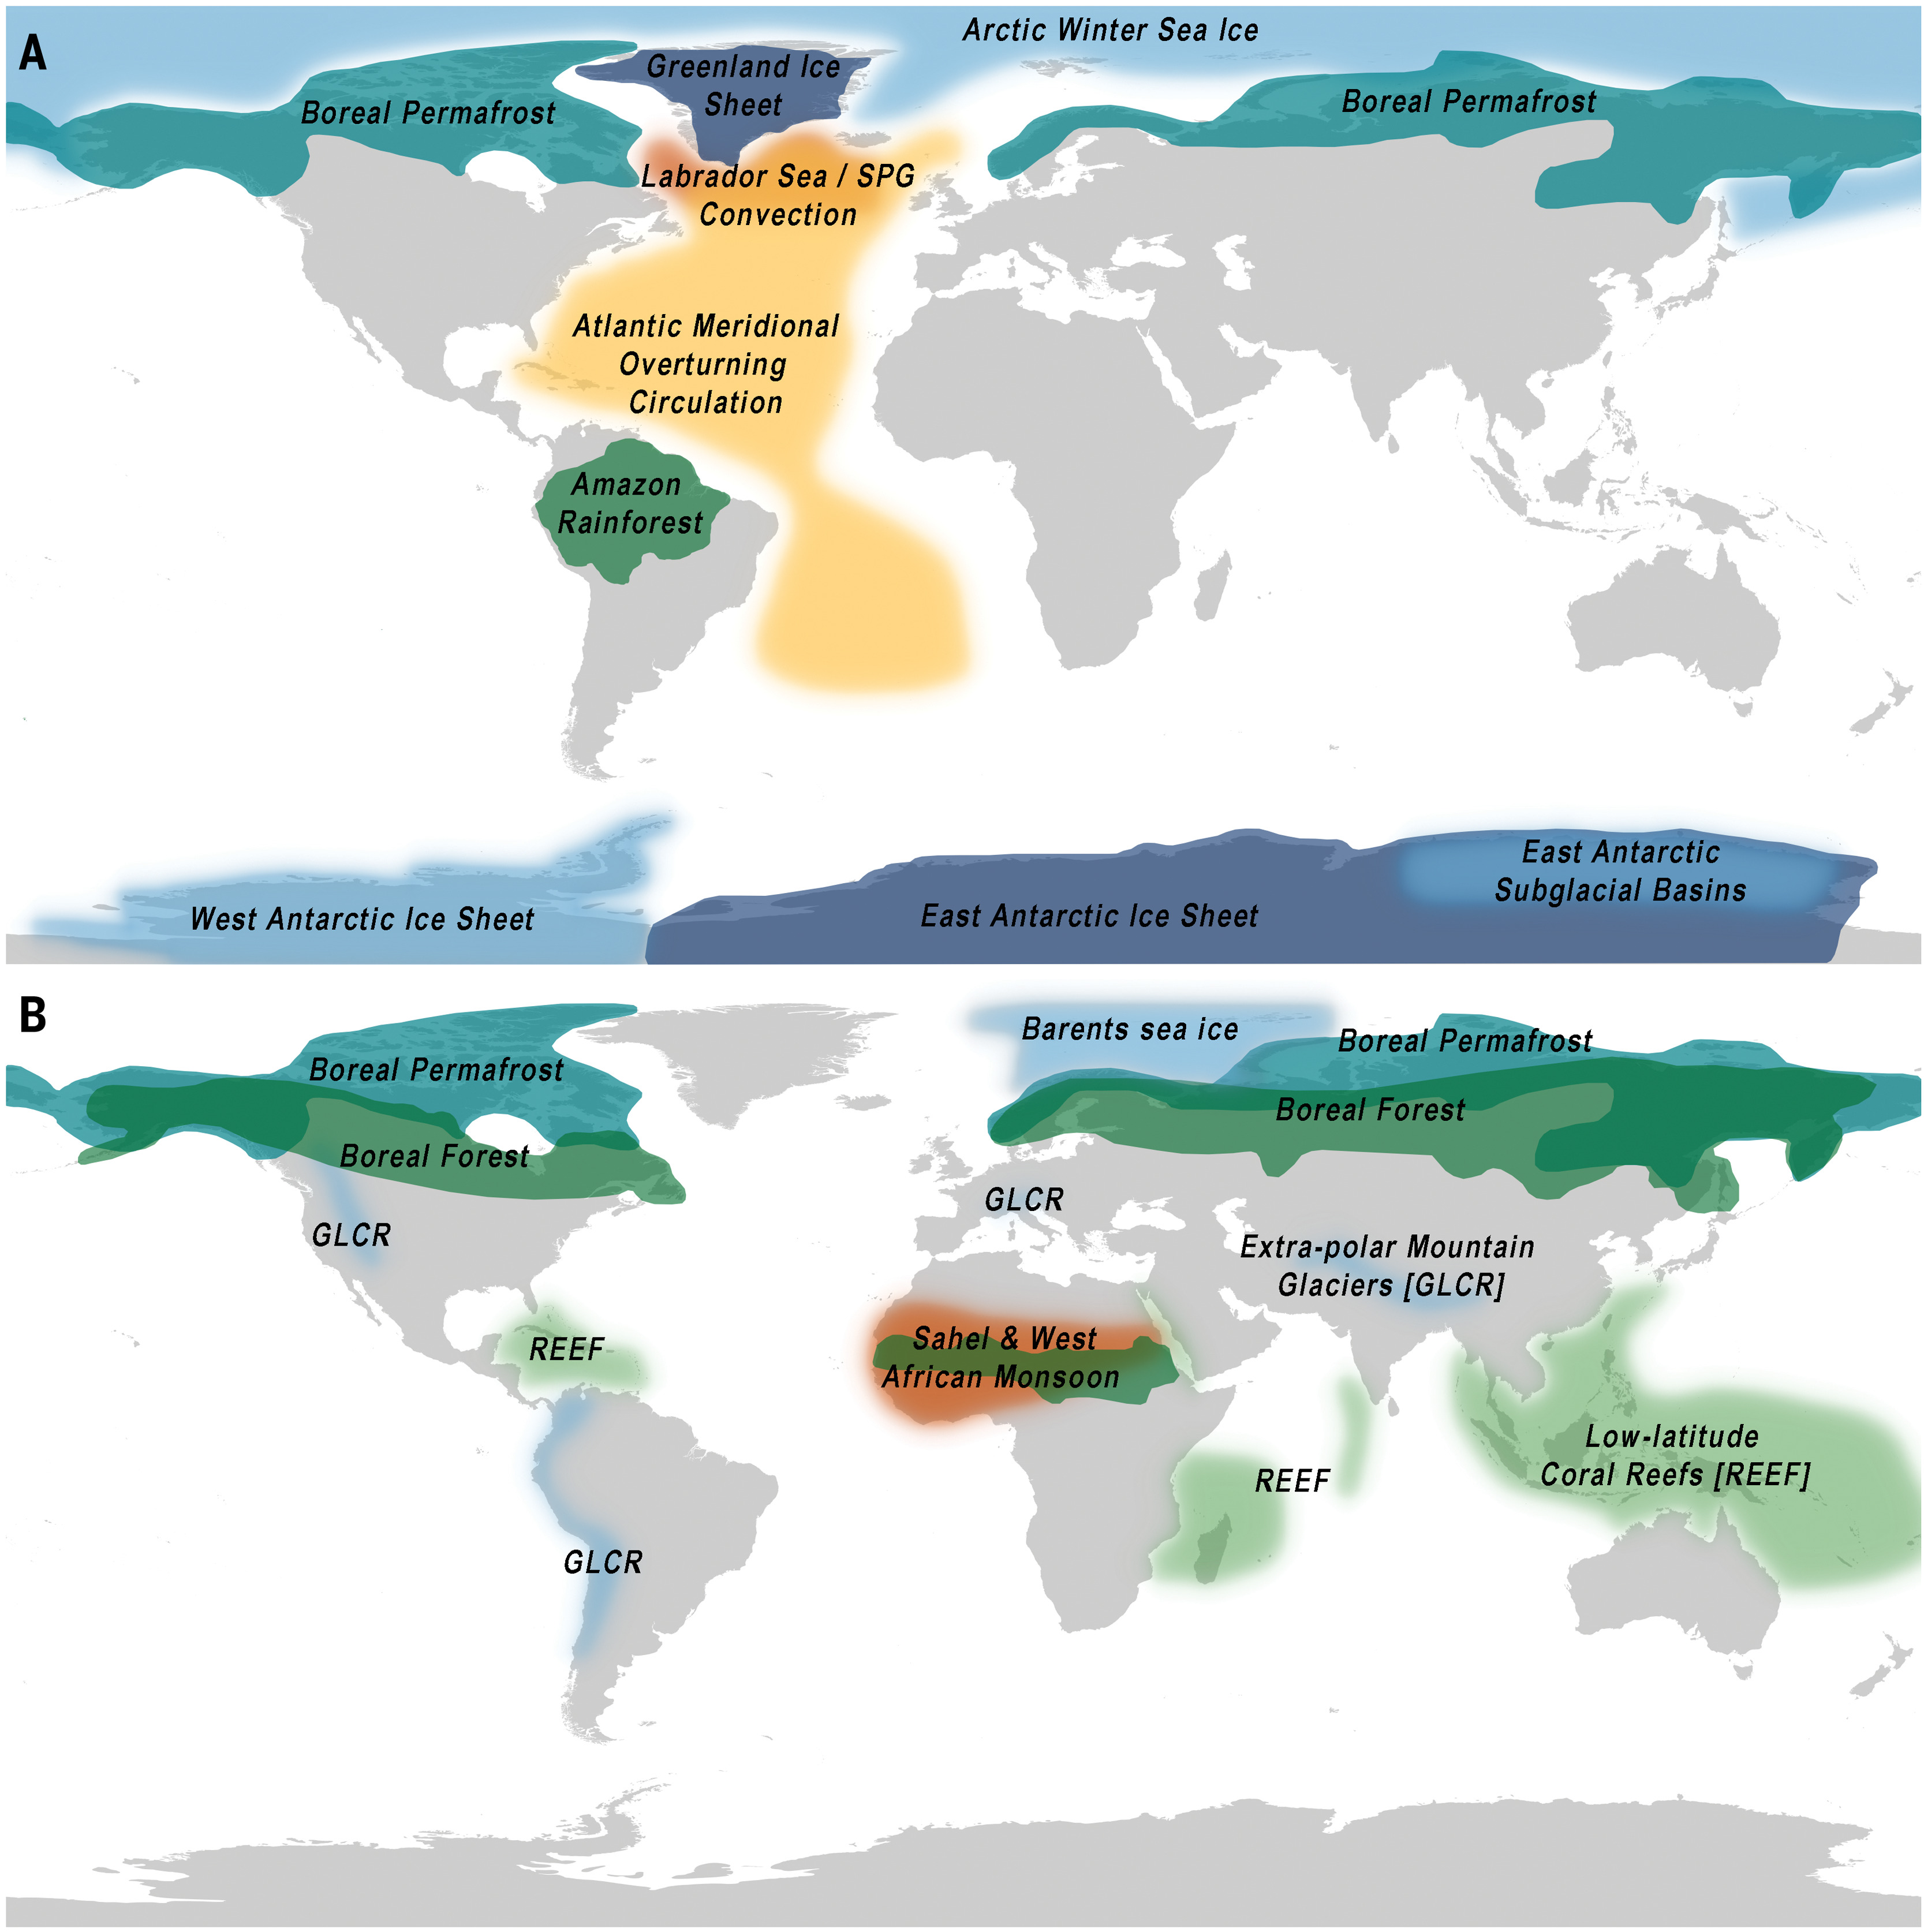 A
Arctic Winter Sea Ice
Greenland Ice
Sheet
Boreal Permafrost
Boreal Permafrost
Labrador Sea / SPG
Convection
Atlantic Meridional
Overturning
Circulation
Amazon
Rainforest
East Antarctic
Subglacial Basins
West Antarctic Ice Sheet
East Antarctic Ice Sheet
B
Barents sea ice
Boreal Permafrost
Boreal Permafrost
Boreal Forest
Boreal Forest
GLCR
GLCR
Extra-polar Mountain
Glaciers [GLCR]
REEF
Sahel & West
African Monsoon
Low-latitude
Coral Reefs [REEF]
REEF
GLCR